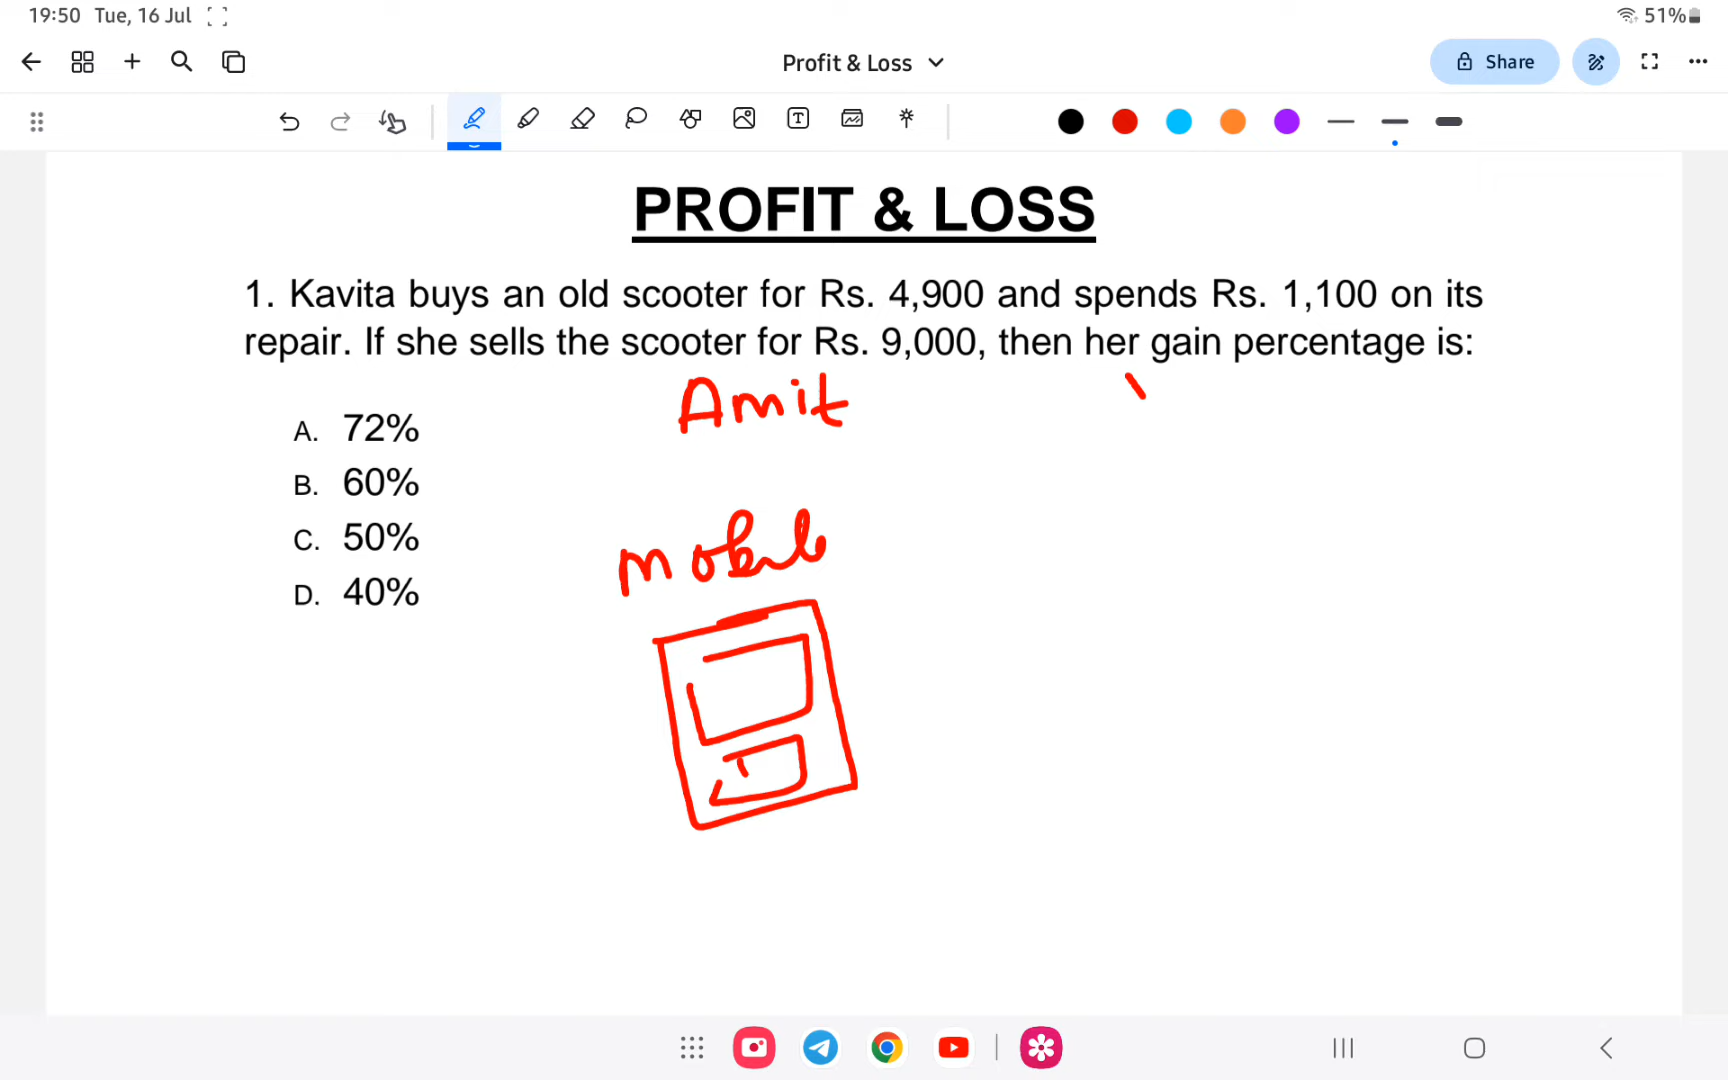 19:50 Tue, 16 Jul 51%
Profit & Loss Share
PROFIT & LOSS
1. Kavita buys an old scooter for Rs. 4,900 and spends Rs. 1,100 on its
repair. If she sells the scooter for Rs. 9,000, then her gain percentage is:
Amit
A. 72%
B. 60%
C. 50%
D. 40%
Mobile